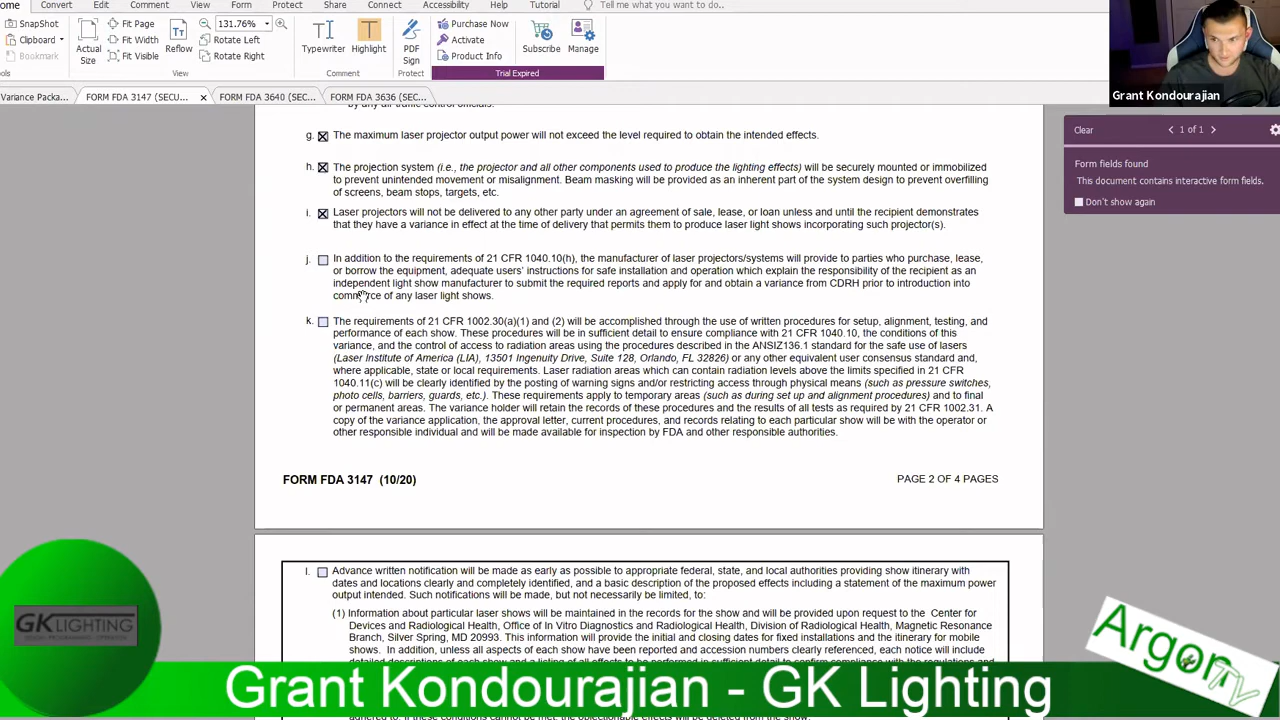 ome Convert Edit Comment View Form Protect Share Connect Accessibility Help Tutorial Tell me what you want to do...
SnapShot
Clipboard
Bookmark
ols
Actual Size
Fit Page
Fit Width
Fit Visible
Reflow
131.76%
Rotate Left
Rotate Right
View
Typewriter
Highlight
Comment
PDF Sign
Protect
Purchase Now
Activate
Product Info
Subscribe
Manage
Trial Expired
Grant Kondourajian
Variance Packa...
FORM FDA 3147 (SECU...
FORM FDA 3640 (SEC...
FORM FDA 3636 (SEC...
Clear
1 of 1
Form fields found
This document contains interactive form fields.
Don't show again
by any air traffic control officials.
g. The maximum laser projector output power will not exceed the level required to obtain the intended effects.
h. The projection system (i.e., the projector and all other components used to produce the lighting effects) will be securely mounted or immobilized
to prevent unintended movement or misalignment. Beam masking will be provided as an inherent part of the system design to prevent overfilling
of screens, beam stops, targets, etc.
i. Laser projectors will not be delivered to any other party under an agreement of sale, lease, or loan unless and until the recipient demonstrates
that they have a variance in effect at the time of delivery that permits them to produce laser light shows incorporating such projector(s).
j. In addition to the requirements of 21 CFR 1040.10(h), the manufacturer of laser projectors/systems will provide to parties who purchase, lease,
or borrow the equipment, adequate users' instructions for safe installation and operation which explain the responsibility of the recipient as an
independent light show manufacturer to submit the required reports and apply for and obtain a variance from CDRH prior to introduction into
commerce of any laser light shows.
k. The requirements of 21 CFR 1002.30(a)(1) and (2) will be accomplished through the use of written procedures for setup, alignment, testing, and
performance of each show. These procedures will be in sufficient detail to ensure compliance with 21 CFR 1040.10, the conditions of this
variance, and the control of access to radiation areas using the procedures described in the ANSIZ136.1 standard for the safe use of lasers
(Laser Institute of America (LIA), 13501 Ingenuity Drive, Suite 128, Orlando, FL 32826) or any other equivalent user consensus standard and,
where applicable, state or local requirements. Laser radiation areas which can contain radiation levels above the limits specified in 21 CFR
1040.11(c) will be clearly identified by the posting of warning signs and/or restricting access through physical means (such as pressure switches,
photo cells, barriers, guards, etc.). These requirements apply to temporary areas (such as during set up and alignment procedures) and to final
or permanent areas. The variance holder will retain the records of these procedures and the results of all tests as required by 21 CFR 1002.31. A
copy of the variance application, the approval letter, current procedures, and records relating to each particular show will be with the operator or
other responsible individual and will be made available for inspection by FDA and other responsible authorities.
FORM FDA 3147 (10/20)
PAGE 2 OF 4 PAGES
l. Advance written notification will be made as early as possible to appropriate federal, state, and local authorities providing show itinerary with
dates and locations clearly and completely identified, and a basic description of the proposed effects including a statement of the maximum power
output intended. Such notifications will be made, but not necessarily be limited, to:
(1) Information about particular laser shows will be maintained in the records for the show and will be provided upon request to the Center for
Devices and Radiological Health, Office of In Vitro Diagnostics and Radiological Health, Division of Radiological Health, Magnetic Resonance
Branch, Silver Spring, MD 20993. This information will provide the initial and closing dates for fixed installations and the itinerary for mobile
shows. In addition, unless all aspects of each show have been reported and accession numbers clearly referenced, each notice will include
GKLIGHTING
Argon TV
Grant Kondourajian - GK Lighting